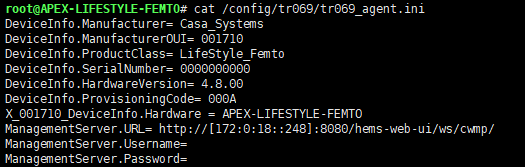 root@APEX-LIFESTYLE-FEMTO# cat /config/tr069/tr069_agent.ini
DeviceInfo.Manufacturer= Casa_Systems
DeviceInfo.ManufacturerOUI= 001710
DeviceInfo.ProductClass= LifeStyle_Femto
DeviceInfo.SerialNumber= 0000000000
DeviceInfo.HardwareVersion= 4.8.00
DeviceInfo.ProvisioningCode= 000A
X_001710_DeviceInfo.Hardware = APEX-LIFESTYLE-FEMTO
ManagementServer.URL= http://[172:0:18::248]:8080/hems-web-ui/ws/cwmp/
ManagementServer.Username=
ManagementServer.Password=